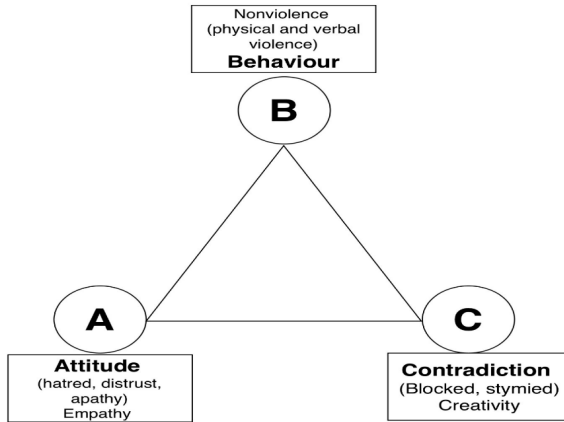 Nonviolence
(physical and verbal
violence)
Behaviour
B
A
C
Attitude
(hatred, distrust,
apathy)
Empathy
Contradiction
(Blocked, stymied)
Creativity